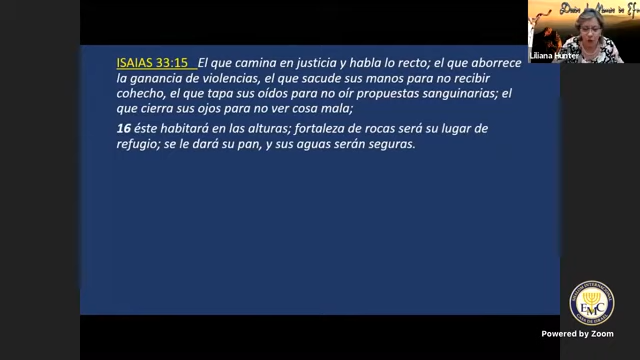 ISAIAS 33:15 El que camina en justicia y habla lo recto; el que aborrece
la ganancia de violencias, el que sacude sus manos para no recibir
cohecho, el que tapa sus oídos para no oír propuestas sanguinarias; el
que cierra sus ojos para no ver cosa mala;
16 éste habitará en las alturas; fortaleza de rocas será su lugar de
refugio; se le dará su pan, y sus aguas serán seguras.
Liliana Hunter
EMC
Powered by Zoom